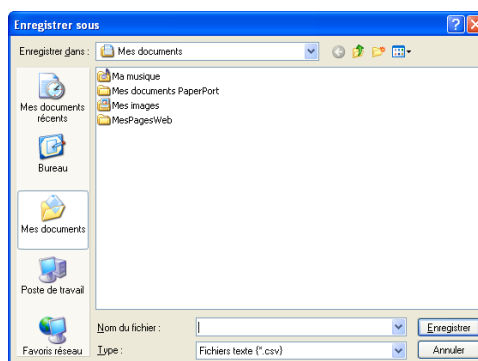 Enregistrer sous
Enregistrer dans :
Mes documents
Ma musique
Mes documents PaperPort
Mes images
MesPagesWeb
Mes documents
récents
Bureau
Mes documents
Poste de travail
Favoris réseau
Nom du fichier :
Enregistrer
Type :
Fichiers texte (*.csv)
Annuler